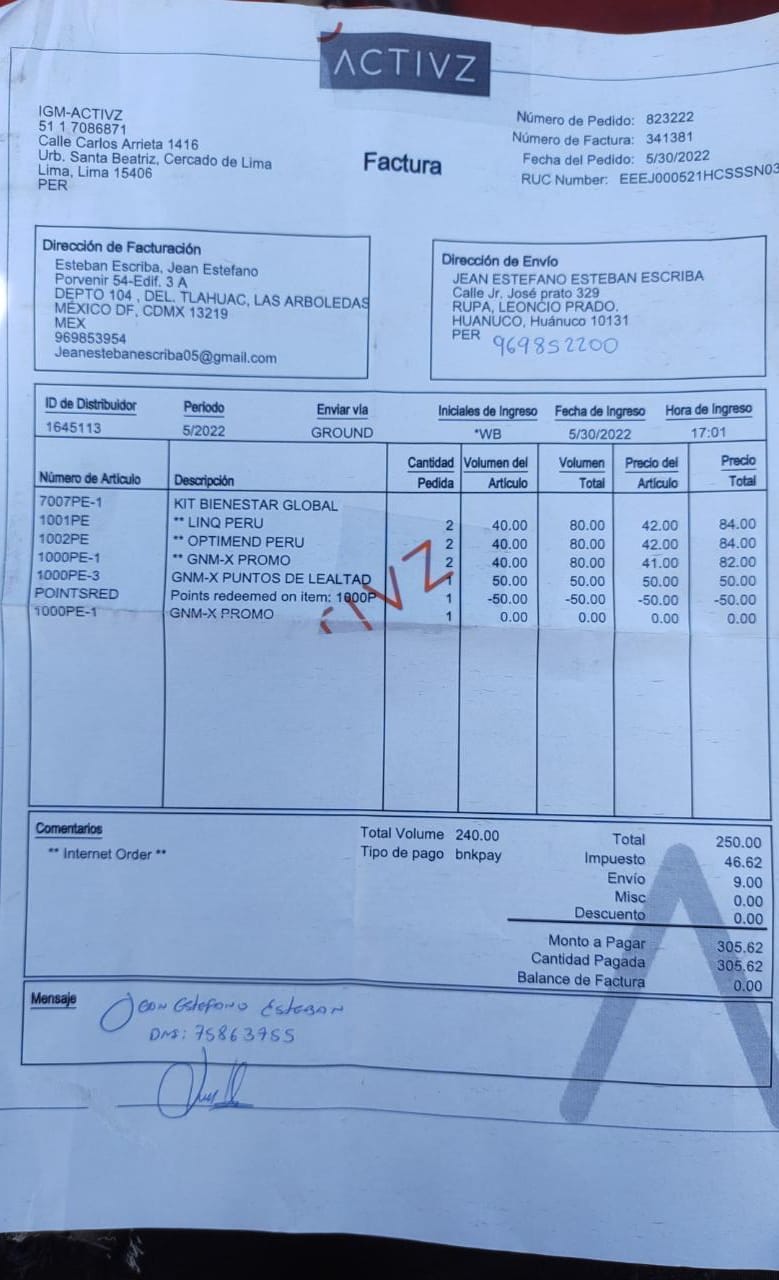 ACTIVZ
IGM-ACTIVZ
51 1 7086871
Calle Carlos Arrieta 1416
Urb. Santa Beatriz, Cercado de Lima
Lima, Lima 15406
PER
Factura
Número de Pedido: 823222
Número de Factura: 341381
Fecha del Pedido: 5/30/2022
RUC Number: EEEJ000521HCSSSN03
Dirección de Facturación
Esteban Escriba, Jean Estefano
Porvenir 54-Edif. 3 A
DEPTO 104 , DEL. TLAHUAC, LAS ARBOLEDAS
MÉXICO DF, CDMX 13219
MEX
969853954
Jeanestebanescriba05@gmail.com
Dirección de Envío
JEAN ESTEFANO ESTEBAN ESCRIBA
Calle Jr. José prato 329
RUPA, LEONCIO PRADO,
HUANUCO, Huánuco 10131
PER 969852200
ID de Distribuidor Periodo Enviar vía Iniciales de Ingreso Fecha de Ingreso Hora de Ingreso
1645113 5/2022 GROUND *WB 5/30/2022 17:01
Número de Articulo Descripción Cantidad Pedida Volumen del Artículo Volumen Total Precio del Artículo Precio Total
7007PE-1 KIT BIENESTAR GLOBAL
1001PE ** LINQ PERU 2 40.00 80.00 42.00 84.00
1002PE ** OPTIMEND PERU 2 40.00 80.00 42.00 84.00
1000PE-1 ** GNM-X PROMO 2 40.00 80.00 41.00 82.00
1000PE-3 GNM-X PUNTOS DE LEALTAD 1 50.00 50.00 50.00 50.00
POINTSRED Points redeemed on item: 1000P 1 -50.00 -50.00 -50.00 -50.00
1000PE-1 GNM-X PROMO 1 0.00 0.00 0.00 0.00
Comentarios
** Internet Order **
Total Volume 240.00
Tipo de pago bnkpay
Total 250.00
Impuesto 46.62
Envío 9.00
Misc 0.00
Descuento 0.00
Monto a Pagar 305.62
Cantidad Pagada 305.62
Balance de Factura 0.00
Mensaje
Jean Estefano Esteban
DNI: 75863955